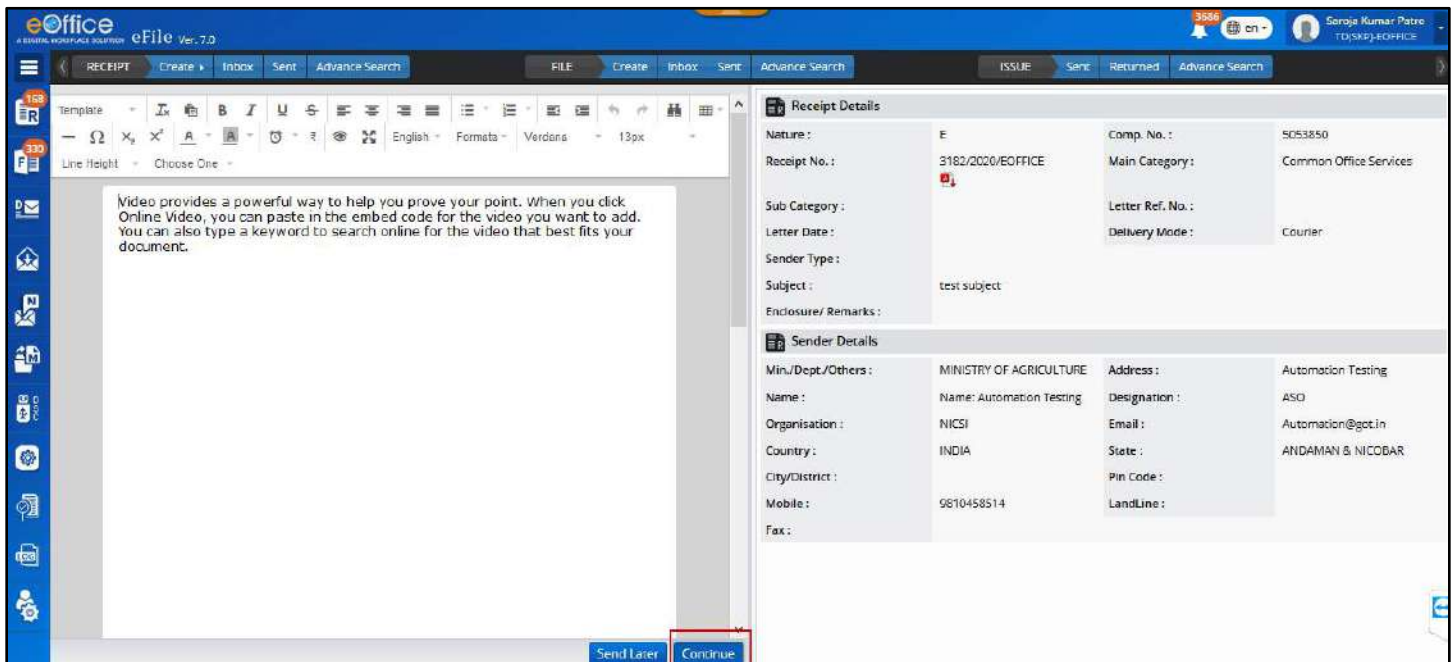 eOffice
A DIGITAL WORKPLACE SOLUTION eFile Ver. 7.0
3586
en
Saroja Kumar Patro
TD(SKP)-EOFFICE
RECEIPT Create Inbox Sent Advance Search FILE Create Inbox Sent Advance Search ISSUE Sent Returned Advance Search
168
330
Template B I U S
Ω X₂ X² A A ₹ English Formats Verdana 13px
Line Height Choose One
Video provides a powerful way to help you prove your point. When you click
Online Video, you can paste in the embed code for the video you want to add.
You can also type a keyword to search online for the video that best fits your
document.
Send Later Continue
Receipt Details
Nature : E Comp. No. : 5053850
Receipt No. : 3182/2020/EOFFICE Main Category : Common Office Services
Sub Category : Letter Ref. No. :
Letter Date : Delivery Mode : Courier
Sender Type :
Subject : test subject
Enclosure/ Remarks :
Sender Details
Min./Dept./Others : MINISTRY OF AGRICULTURE Address : Automation Testing
Name : Name: Automation Testing Designation : ASO
Organisation : NICSI Email : Automation@got.in
Country : INDIA State : ANDAMAN & NICOBAR
City/District : Pin Code :
Mobile : 9810458514 LandLine :
Fax :